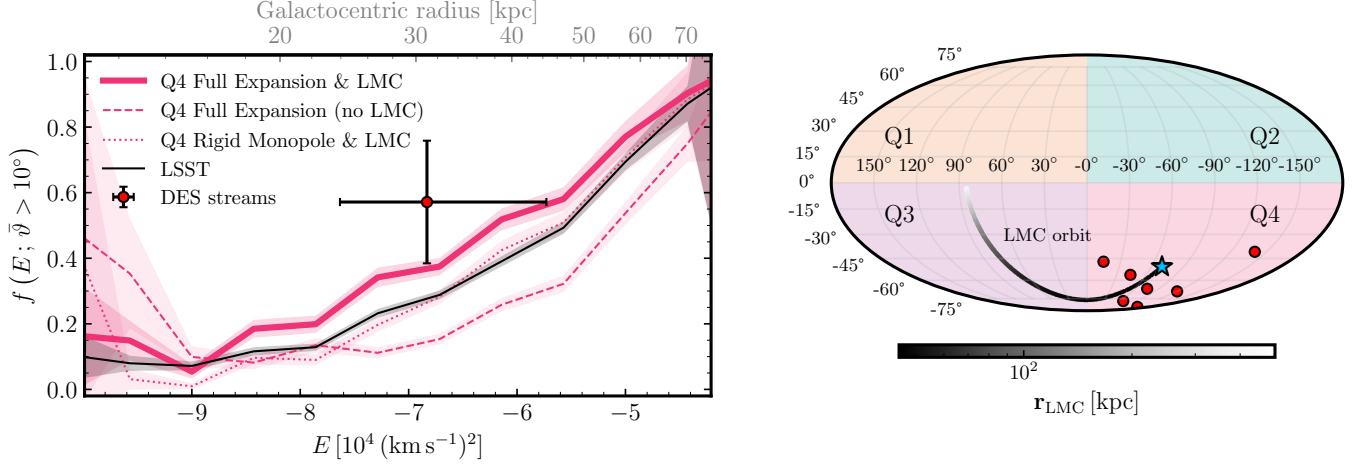 Galactocentric radius [kpc]
20 30 40 50 60 70
1.0
0.8
0.6
0.4
0.2
0.0
f (E ; ϑ̄ > 10°)
Q4 Full Expansion & LMC
Q4 Full Expansion (no LMC)
Q4 Rigid Monopole & LMC
LSST
DES streams
−9 −8 −7 −6 −5
E [10⁴ (km s⁻¹)²]
75°
60°
45°
30°
15°
0°
-15°
-30°
-45°
-60°
-75°
Q1 Q2
150° 120° 90° 60° 30° -0° -30° -60° -90° -120° -150°
Q3 Q4
LMC orbit
10²
r_LMC [kpc]